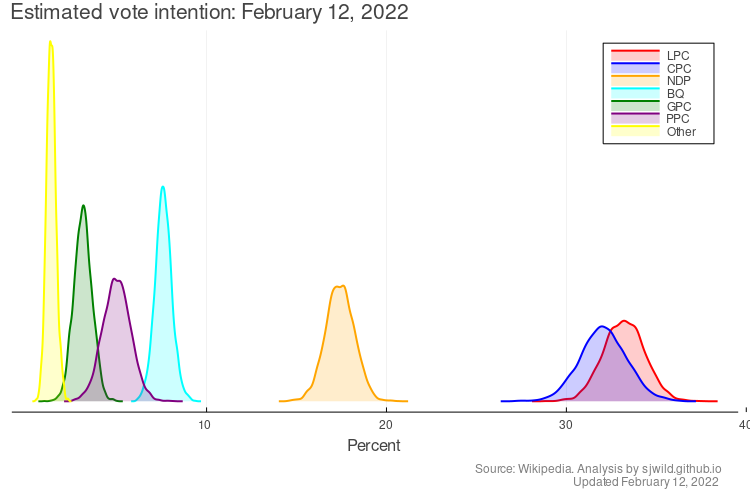 Estimated vote intention: February 12, 2022
LPC
CPC
NDP
BQ
GPC
PPC
Other
10 20 30 40
Percent
Source: Wikipedia. Analysis by sjwild.github.io
Updated February 12, 2022